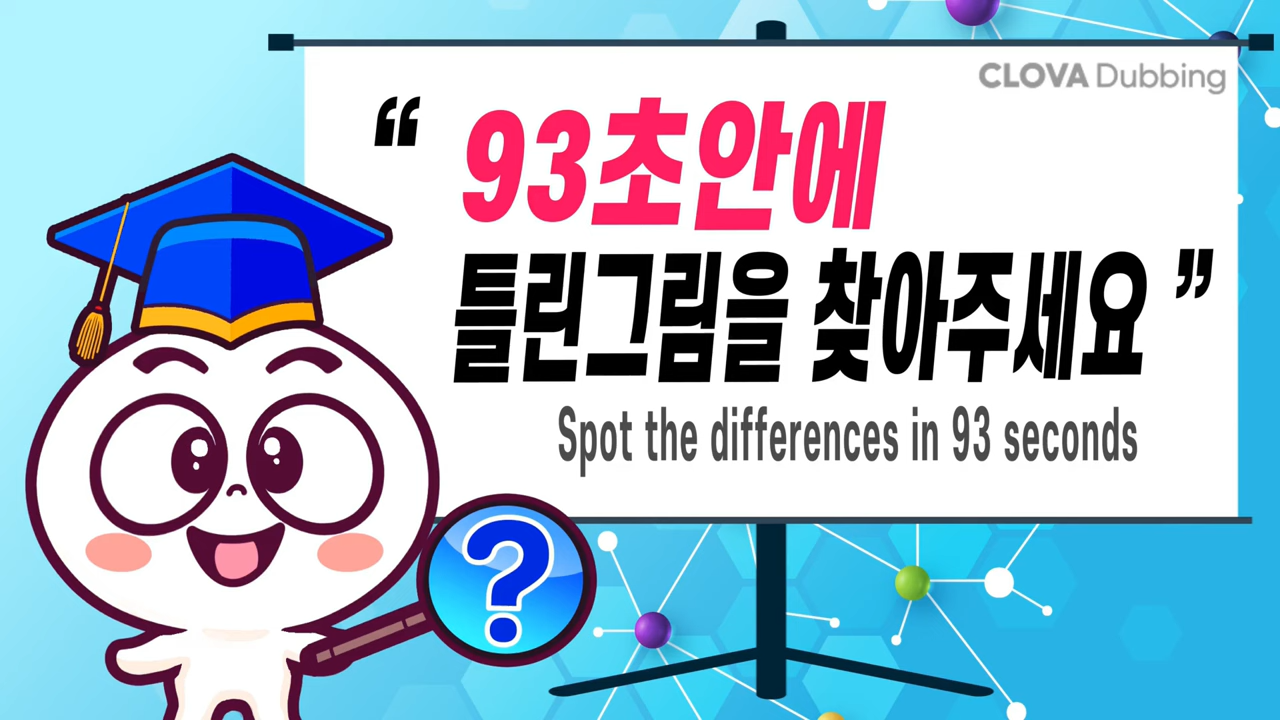 CLOVA Dubbing
“ 93초안에
틀린그림을 찾아주세요 ”
Spot the differences in 93 seconds
?